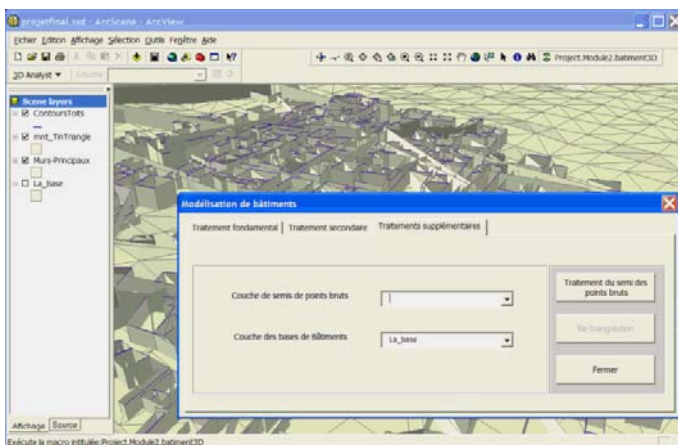 projetfinal.sxd - ArcScene - ArcView
Fichier Edition Affichage Sélection Outils Fenêtre Aide
Project.Module2.batiment3D
3D Analyst
Scene layers
ContoursToits
mnt_TinTriangle
Murs-Principaux
La_base
Modélisation de bâtiments
Traitement fondamental
Traitement secondaire
Traitements supplémentaires
Couche de semis de points bruts
Couche des bases de Bâtiments
La_base
Traitement du semi des
points bruts
Re-triangulation
Fermer
Affichage Source
Exécute la macro intitulée:Project.Module2.batiment3D